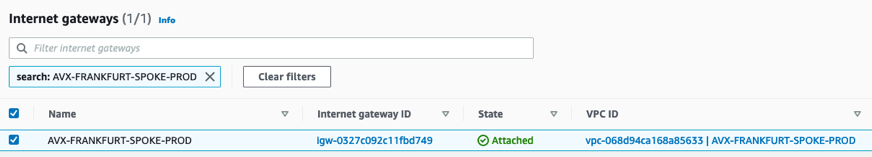 Internet gateways (1/1) Info
Filter internet gateways
search: AVX-FRANKFURT-SPOKE-PROD Clear filters
Name Internet gateway ID State VPC ID
AVX-FRANKFURT-SPOKE-PROD igw-0327c092c11fbd749 Attached vpc-068d94ca168a85633 | AVX-FRANKFURT-SPOKE-PROD